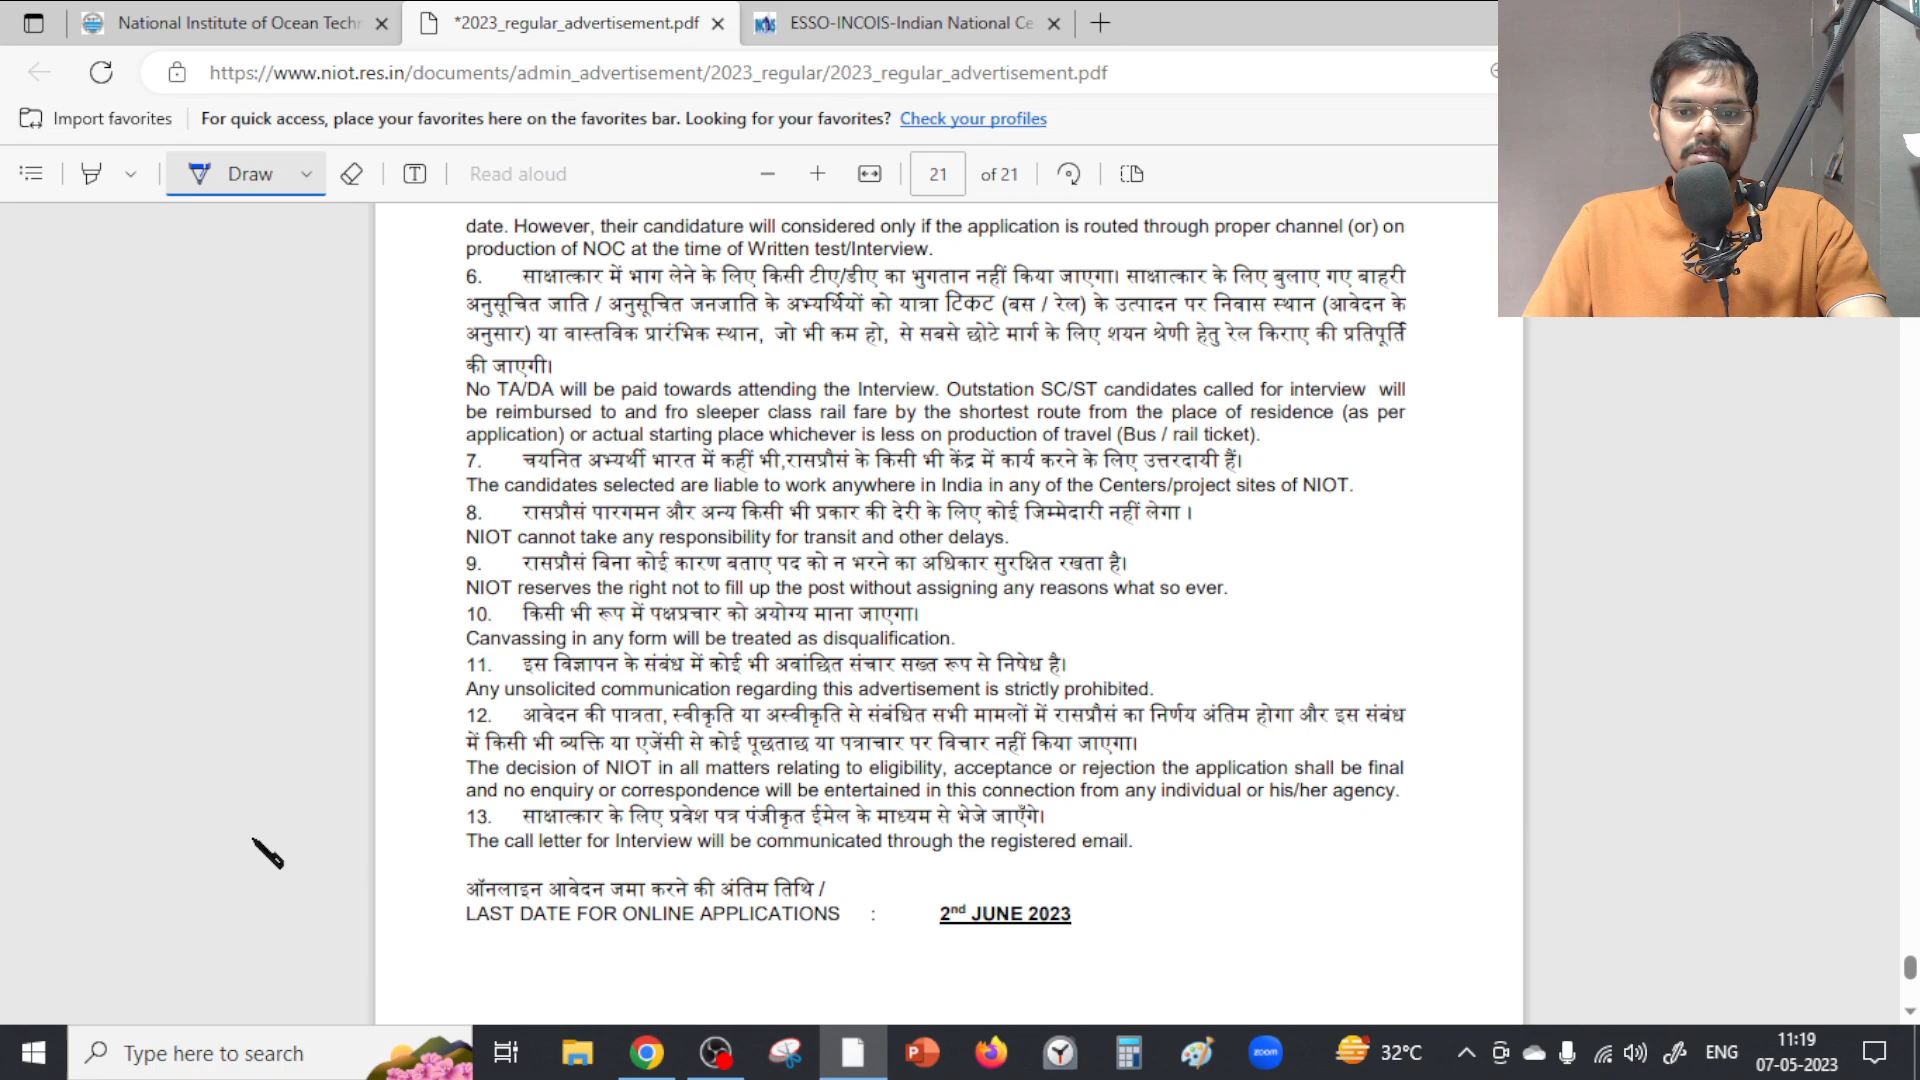 National Institute of Ocean Techn
*2023_regular_advertisement.pdf
ESSO-INCOIS-Indian National Ce
https://www.niot.res.in/documents/admin_advertisement/2023_regular/2023_regular_advertisement.pdf
Import favorites
For quick access, place your favorites here on the favorites bar. Looking for your favorites? Check your profiles
Draw
Read aloud
21 of 21
date. However, their candidature will considered only if the application is routed through proper channel (or) on
production of NOC at the time of Written test/Interview.
6. साक्षात्कार में भाग लेने के लिए किसी टीए/डीए का भुगतान नहीं किया जाएगा। साक्षात्कार के लिए बुलाए गए बाहरी
अनुसूचित जाति / अनुसूचित जनजाति के अभ्यर्थियों को यात्रा टिकट (बस / रेल) के उत्पादन पर निवास स्थान (आवेदन के
अनुसार) या वास्तविक प्रारंभिक स्थान, जो भी कम हो, से सबसे छोटे मार्ग के लिए शयन श्रेणी हेतु रेल किराए की प्रतिपूर्ति
की जाएगी।
No TA/DA will be paid towards attending the Interview. Outstation SC/ST candidates called for interview will
be reimbursed to and fro sleeper class rail fare by the shortest route from the place of residence (as per
application) or actual starting place whichever is less on production of travel (Bus / rail ticket).
7. चयनित अभ्यर्थी भारत में कहीं भी,रासप्रौसं के किसी भी केंद्र में कार्य करने के लिए उत्तरदायी हैं।
The candidates selected are liable to work anywhere in India in any of the Centers/project sites of NIOT.
8. रासप्रौसं पारगमन और अन्य किसी भी प्रकार की देरी के लिए कोई जिम्मेदारी नहीं लेगा ।
NIOT cannot take any responsibility for transit and other delays.
9. रासप्रौसं बिना कोई कारण बताए पद को न भरने का अधिकार सुरक्षित रखता है।
NIOT reserves the right not to fill up the post without assigning any reasons what so ever.
10. किसी भी रूप में पक्षप्रचार को अयोग्य माना जाएगा।
Canvassing in any form will be treated as disqualification.
11. इस विज्ञापन के संबंध में कोई भी अवांछित संचार सख्त रूप से निषेध है।
Any unsolicited communication regarding this advertisement is strictly prohibited.
12. आवेदन की पात्रता, स्वीकृति या अस्वीकृति से संबंधित सभी मामलों में रासप्रौसं का निर्णय अंतिम होगा और इस संबंध
में किसी भी व्यक्ति या एजेंसी से कोई पूछताछ या पत्राचार पर विचार नहीं किया जाएगा।
The decision of NIOT in all matters relating to eligibility, acceptance or rejection the application shall be final
and no enquiry or correspondence will be entertained in this connection from any individual or his/her agency.
13. साक्षात्कार के लिए प्रवेश पत्र पंजीकृत ईमेल के माध्यम से भेजे जाएँगे।
The call letter for Interview will be communicated through the registered email.
ऑनलाइन आवेदन जमा करने की अंतिम तिथि /
LAST DATE FOR ONLINE APPLICATIONS : 2nd JUNE 2023
Type here to search
zoom
32°C
ENG
11:19
07-05-2023